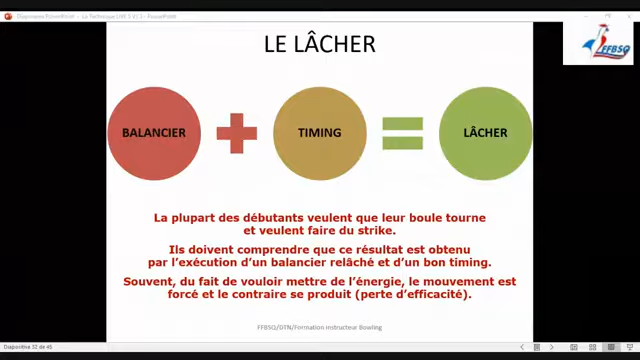 Diaporama PowerPoint - La Technique LIVE 5 V1.5 - PowerPoint
FFBSQ
LE LÂCHER
BALANCIER
TIMING
LÂCHER
La plupart des débutants veulent que leur boule tourne
et veulent faire du strike.
Ils doivent comprendre que ce résultat est obtenu
par l'exécution d'un balancier relâché et d'un bon timing.
Souvent, du fait de vouloir mettre de l'énergie, le mouvement est
forcé et le contraire se produit (perte d'efficacité).
FFBSQ/DTN/Formation instructeur Bowling
Diapositive 32 de 45